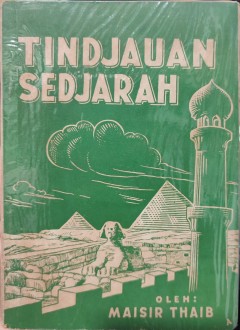 TINDJAUAN
SEDJARAH
OLEH:
MAISIR THAIB